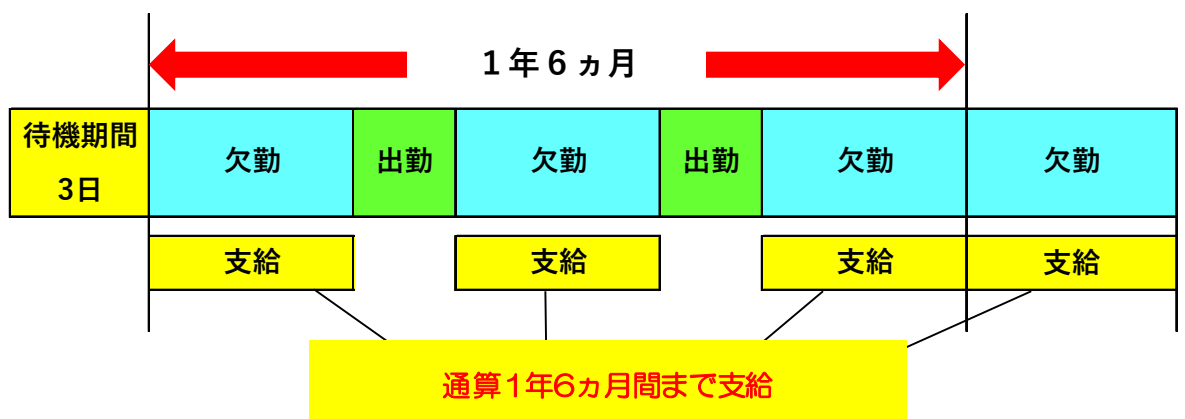 1年6ヵ月
待機期間
3日
欠勤
出勤
欠勤
出勤
欠勤
欠勤
支給
支給
支給
支給
通算1年6ヵ月間まで支給